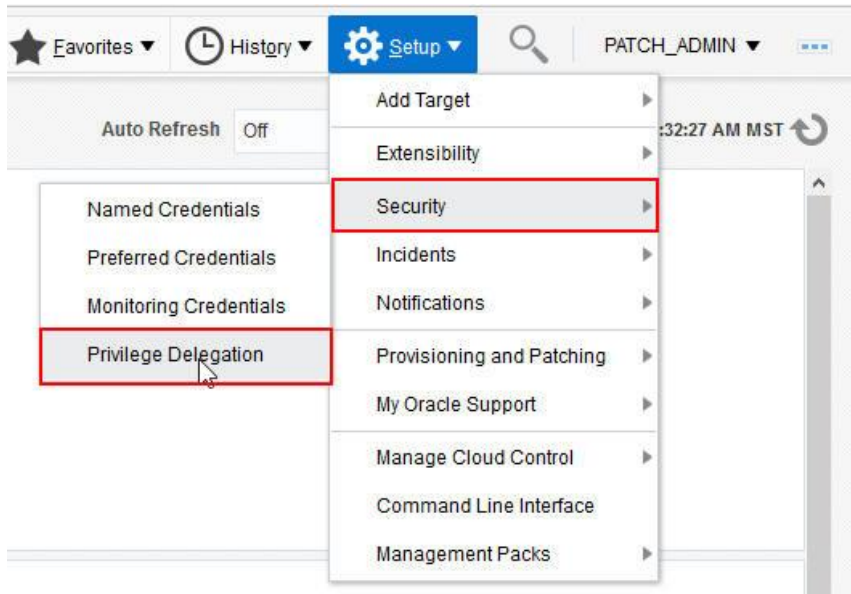 Favorites History Setup PATCH_ADMIN
Auto Refresh Off :32:27 AM MST
Add Target
Extensibility
Security
Incidents
Notifications
Provisioning and Patching
My Oracle Support
Manage Cloud Control
Command Line Interface
Management Packs
Named Credentials
Preferred Credentials
Monitoring Credentials
Privilege Delegation